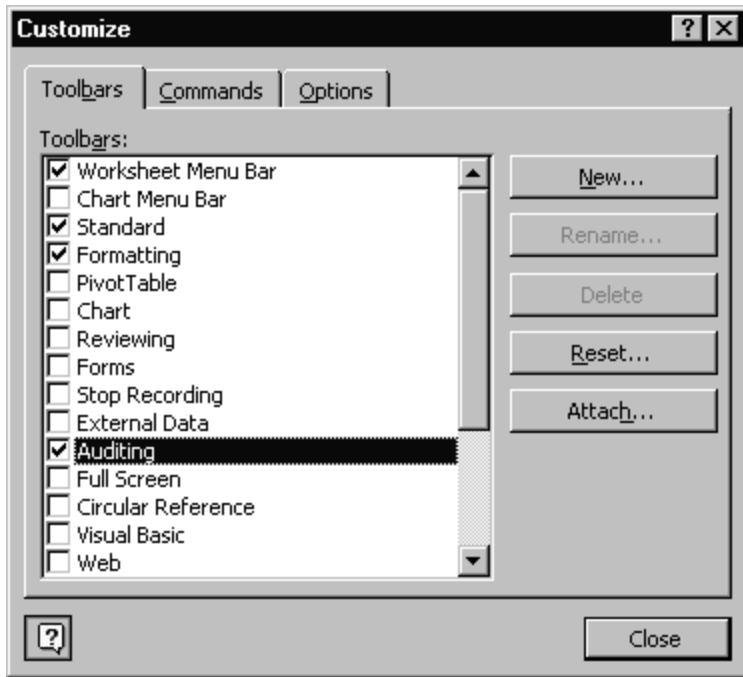 Customize
Toolbars Commands Options
Toolbars:
Worksheet Menu Bar
Chart Menu Bar
Standard
Formatting
PivotTable
Chart
Reviewing
Forms
Stop Recording
External Data
Auditing
Full Screen
Circular Reference
Visual Basic
Web
New...
Rename...
Delete
Reset...
Attach...
Close